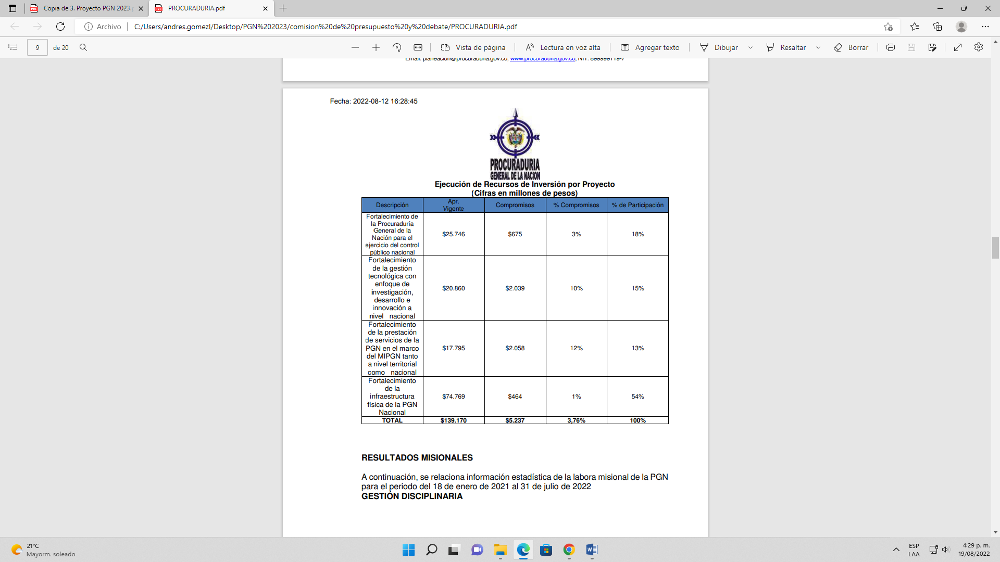 Copia de 3. Proyecto PGN 2023.p
PROCURADURIA.pdf
Archivo
C:/Users/andres.gomezl/Desktop/PGN%202023/comision%20de%20presupuesto%20y%20debate/PROCURADURIA.pdf
9 de 20
Vista de página
Lectura en voz alta
Agregar texto
Dibujar
Resaltar
Borrar
Email: planeacion@procuraduria.gov.co, www.procuraduria.gov.co, NIT: 899999119-7
Fecha: 2022-08-12 16:28:45
PROCURADURIA
GENERAL DE LA NACION
Ejecución de Recursos de Inversión por Proyecto
(Cifras en millones de pesos)
Descripción Apr. Vigente Compromisos % Compromisos % de Participación
Fortalecimiento de
la Procuraduría
General de la
Nación para el
ejercicio del control
público nacional
$25.746 $675 3% 18%
Fortalecimiento
de la gestión
tecnológica con
enfoque de
investigación,
desarrollo e
innovación a
nivel nacional
$20.860 $2.039 10% 15%
Fortalecimiento
de la prestación
de servicios de la
PGN en el marco
del MIPGN tanto
a nivel territorial
como nacional
$17.795 $2.058 12% 13%
Fortalecimiento
de la
infraestructura
física de la PGN
Nacional
$74.769 $464 1% 54%
TOTAL $139.170 $5.237 3,76% 100%
RESULTADOS MISIONALES
A continuación, se relaciona información estadística de la labora misional de la PGN
para el periodo del 18 de enero de 2021 al 31 de julio de 2022
GESTIÓN DISCIPLINARIA
21°C
Mayorm. soleado
ESP
LAA
4:29 p. m.
19/08/2022